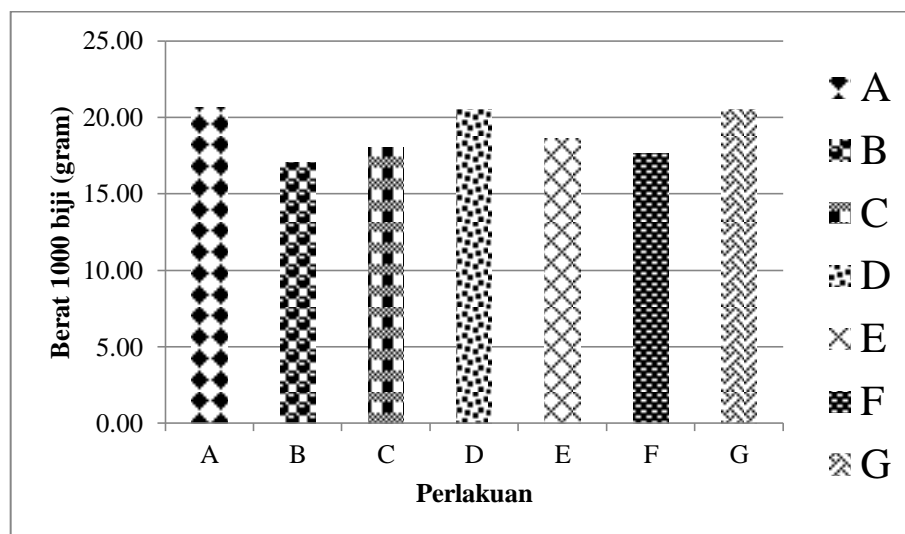 25.00
20.00
15.00
10.00
5.00
0.00
Berat 1000 biji (gram)
A B C D E F G
Perlakuan
A
B
C
D
E
F
G